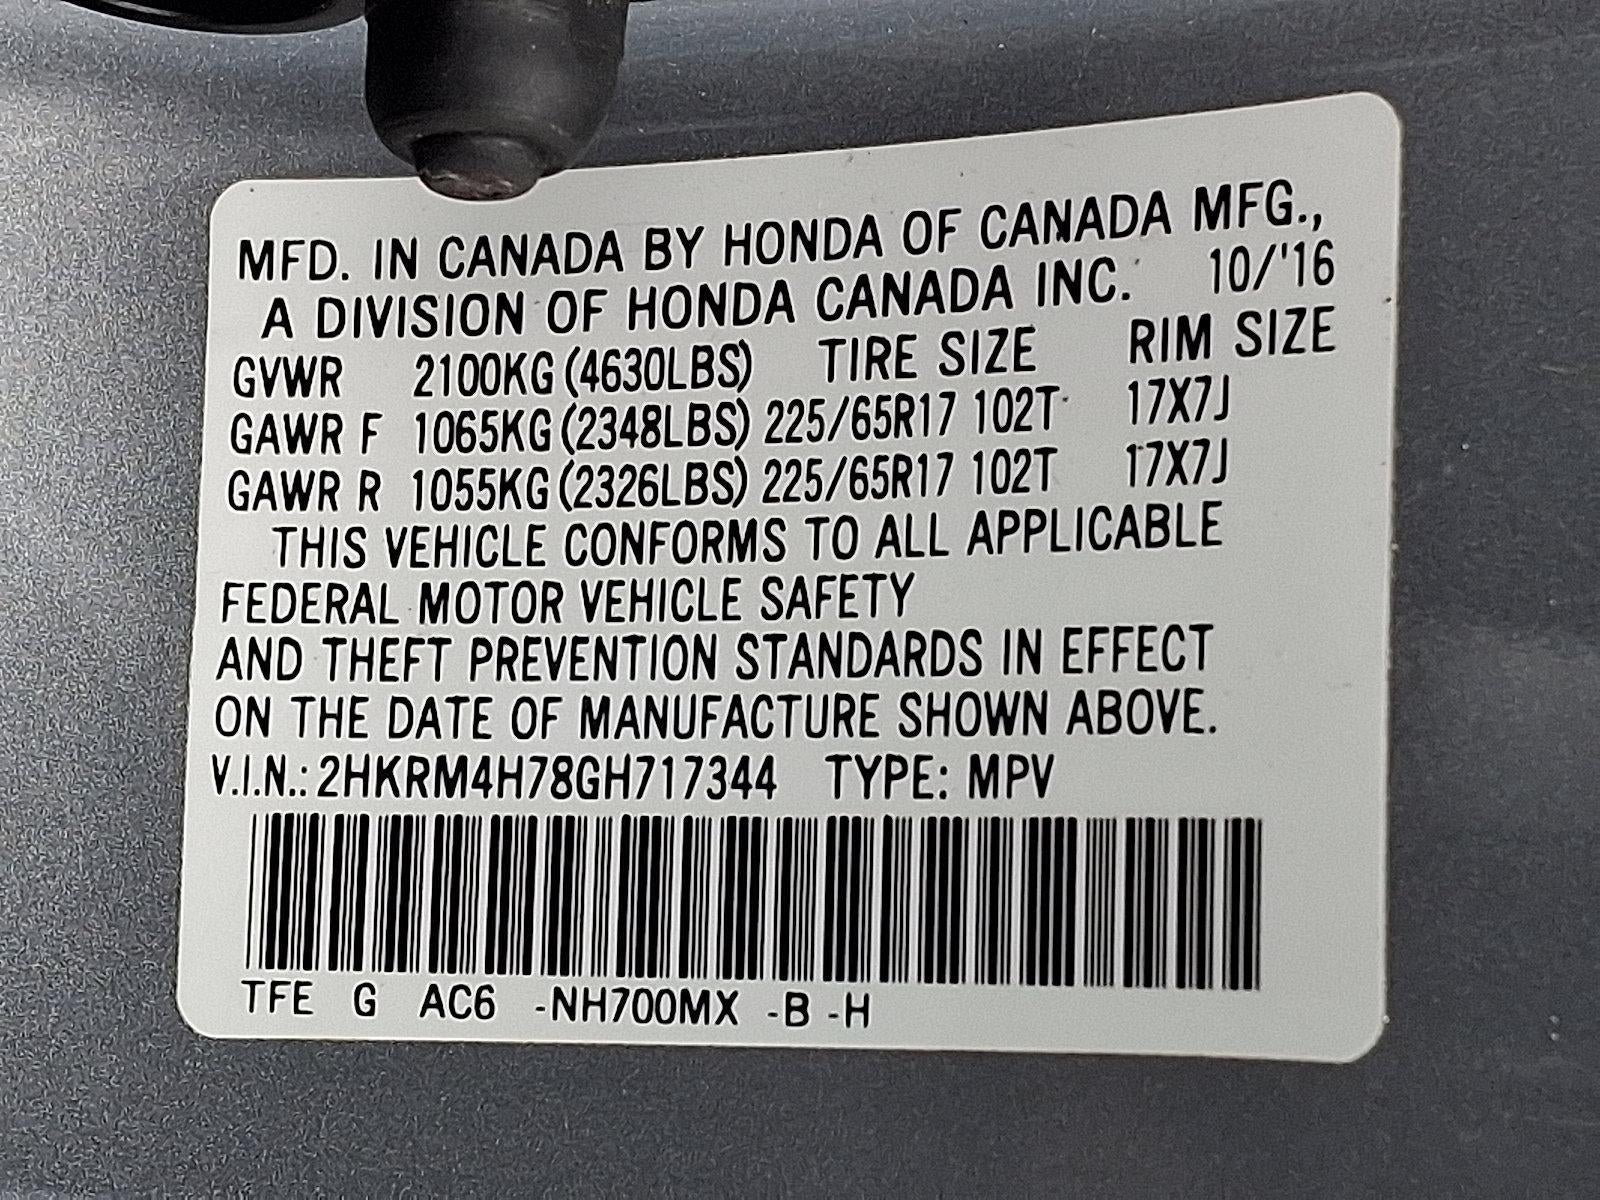 MFD. IN CANADA BY HONDA OF CANADA MFG.,
A DIVISION OF HONDA CANADA INC. 10/'16
GVWR 2100KG (4630LBS) TIRE SIZE RIM SIZE
GAWR F 1065KG (2348LBS) 225/65R17 102T 17X7J
GAWR R 1055KG (2326LBS) 225/65R17 102T 17X7J
THIS VEHICLE CONFORMS TO ALL APPLICABLE
FEDERAL MOTOR VEHICLE SAFETY
AND THEFT PREVENTION STANDARDS IN EFFECT
ON THE DATE OF MANUFACTURE SHOWN ABOVE.
V.I.N.: 2HKRM4H78GH717344 TYPE: MPV
TFE G AC6 -NH700MX -B -H